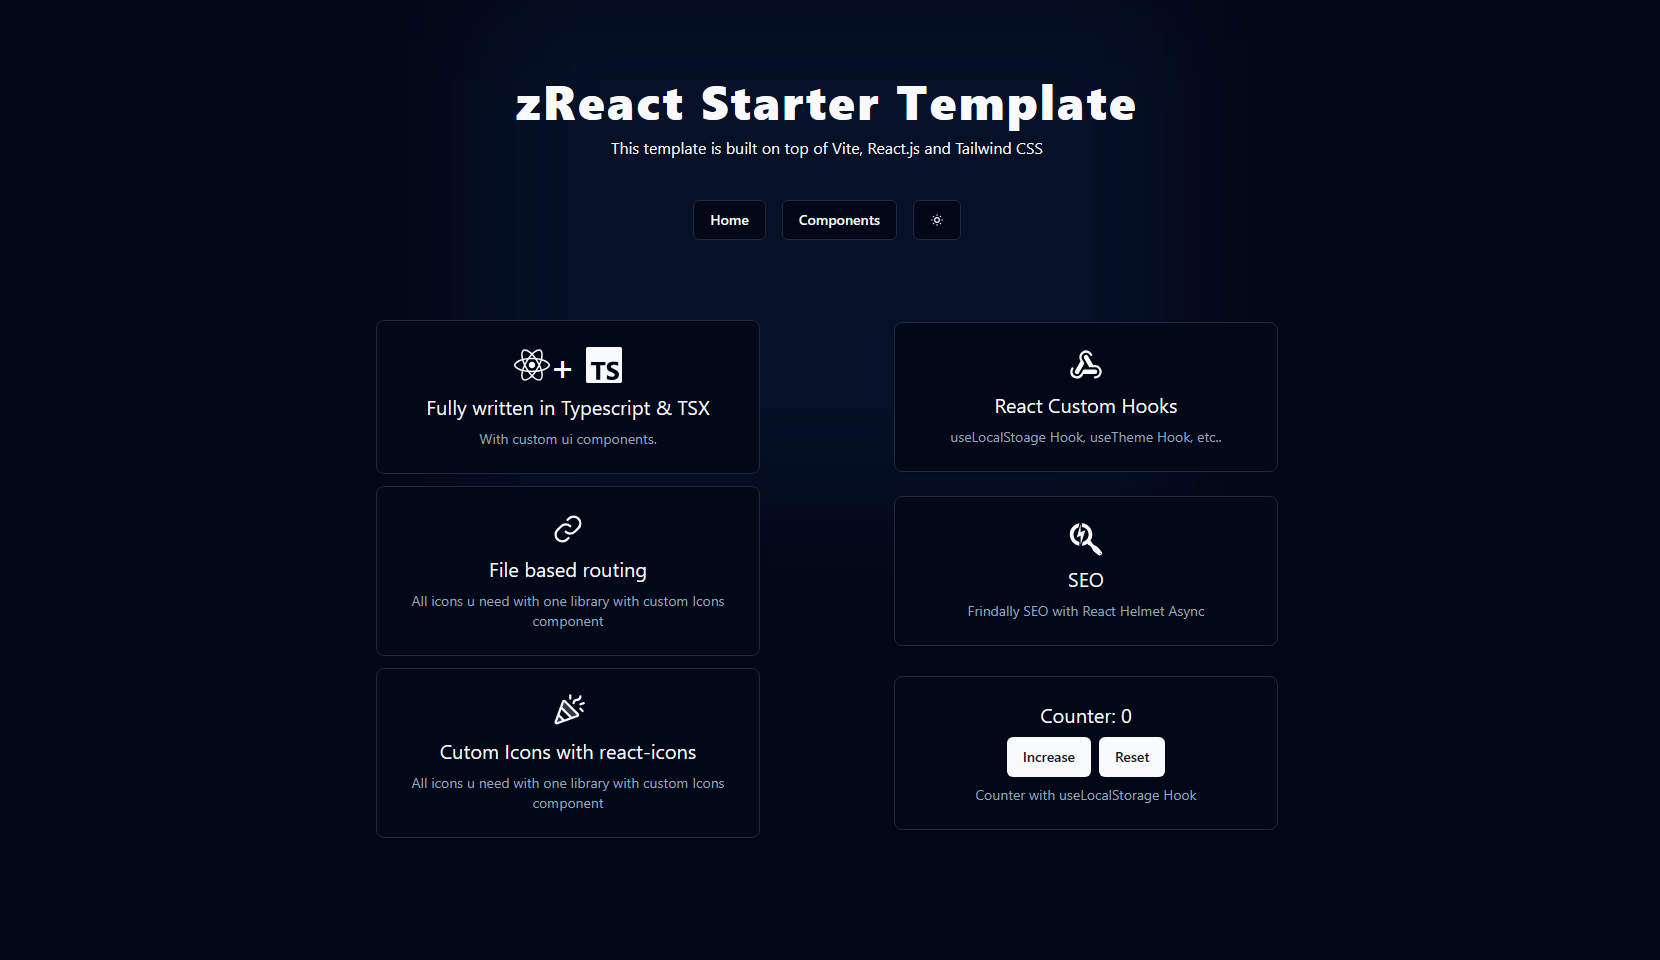 zReact Starter Template
This template is built on top of Vite, React.js and Tailwind CSS
Home
Components
+ TS
Fully written in Typescript & TSX
With custom ui components.
React Custom Hooks
useLocalStoage Hook, useTheme Hook, etc..
File based routing
All icons u need with one library with custom Icons
component
SEO
Frindally SEO with React Helmet Async
Cutom Icons with react-icons
All icons u need with one library with custom Icons
component
Counter: 0
Increase
Reset
Counter with useLocalStorage Hook